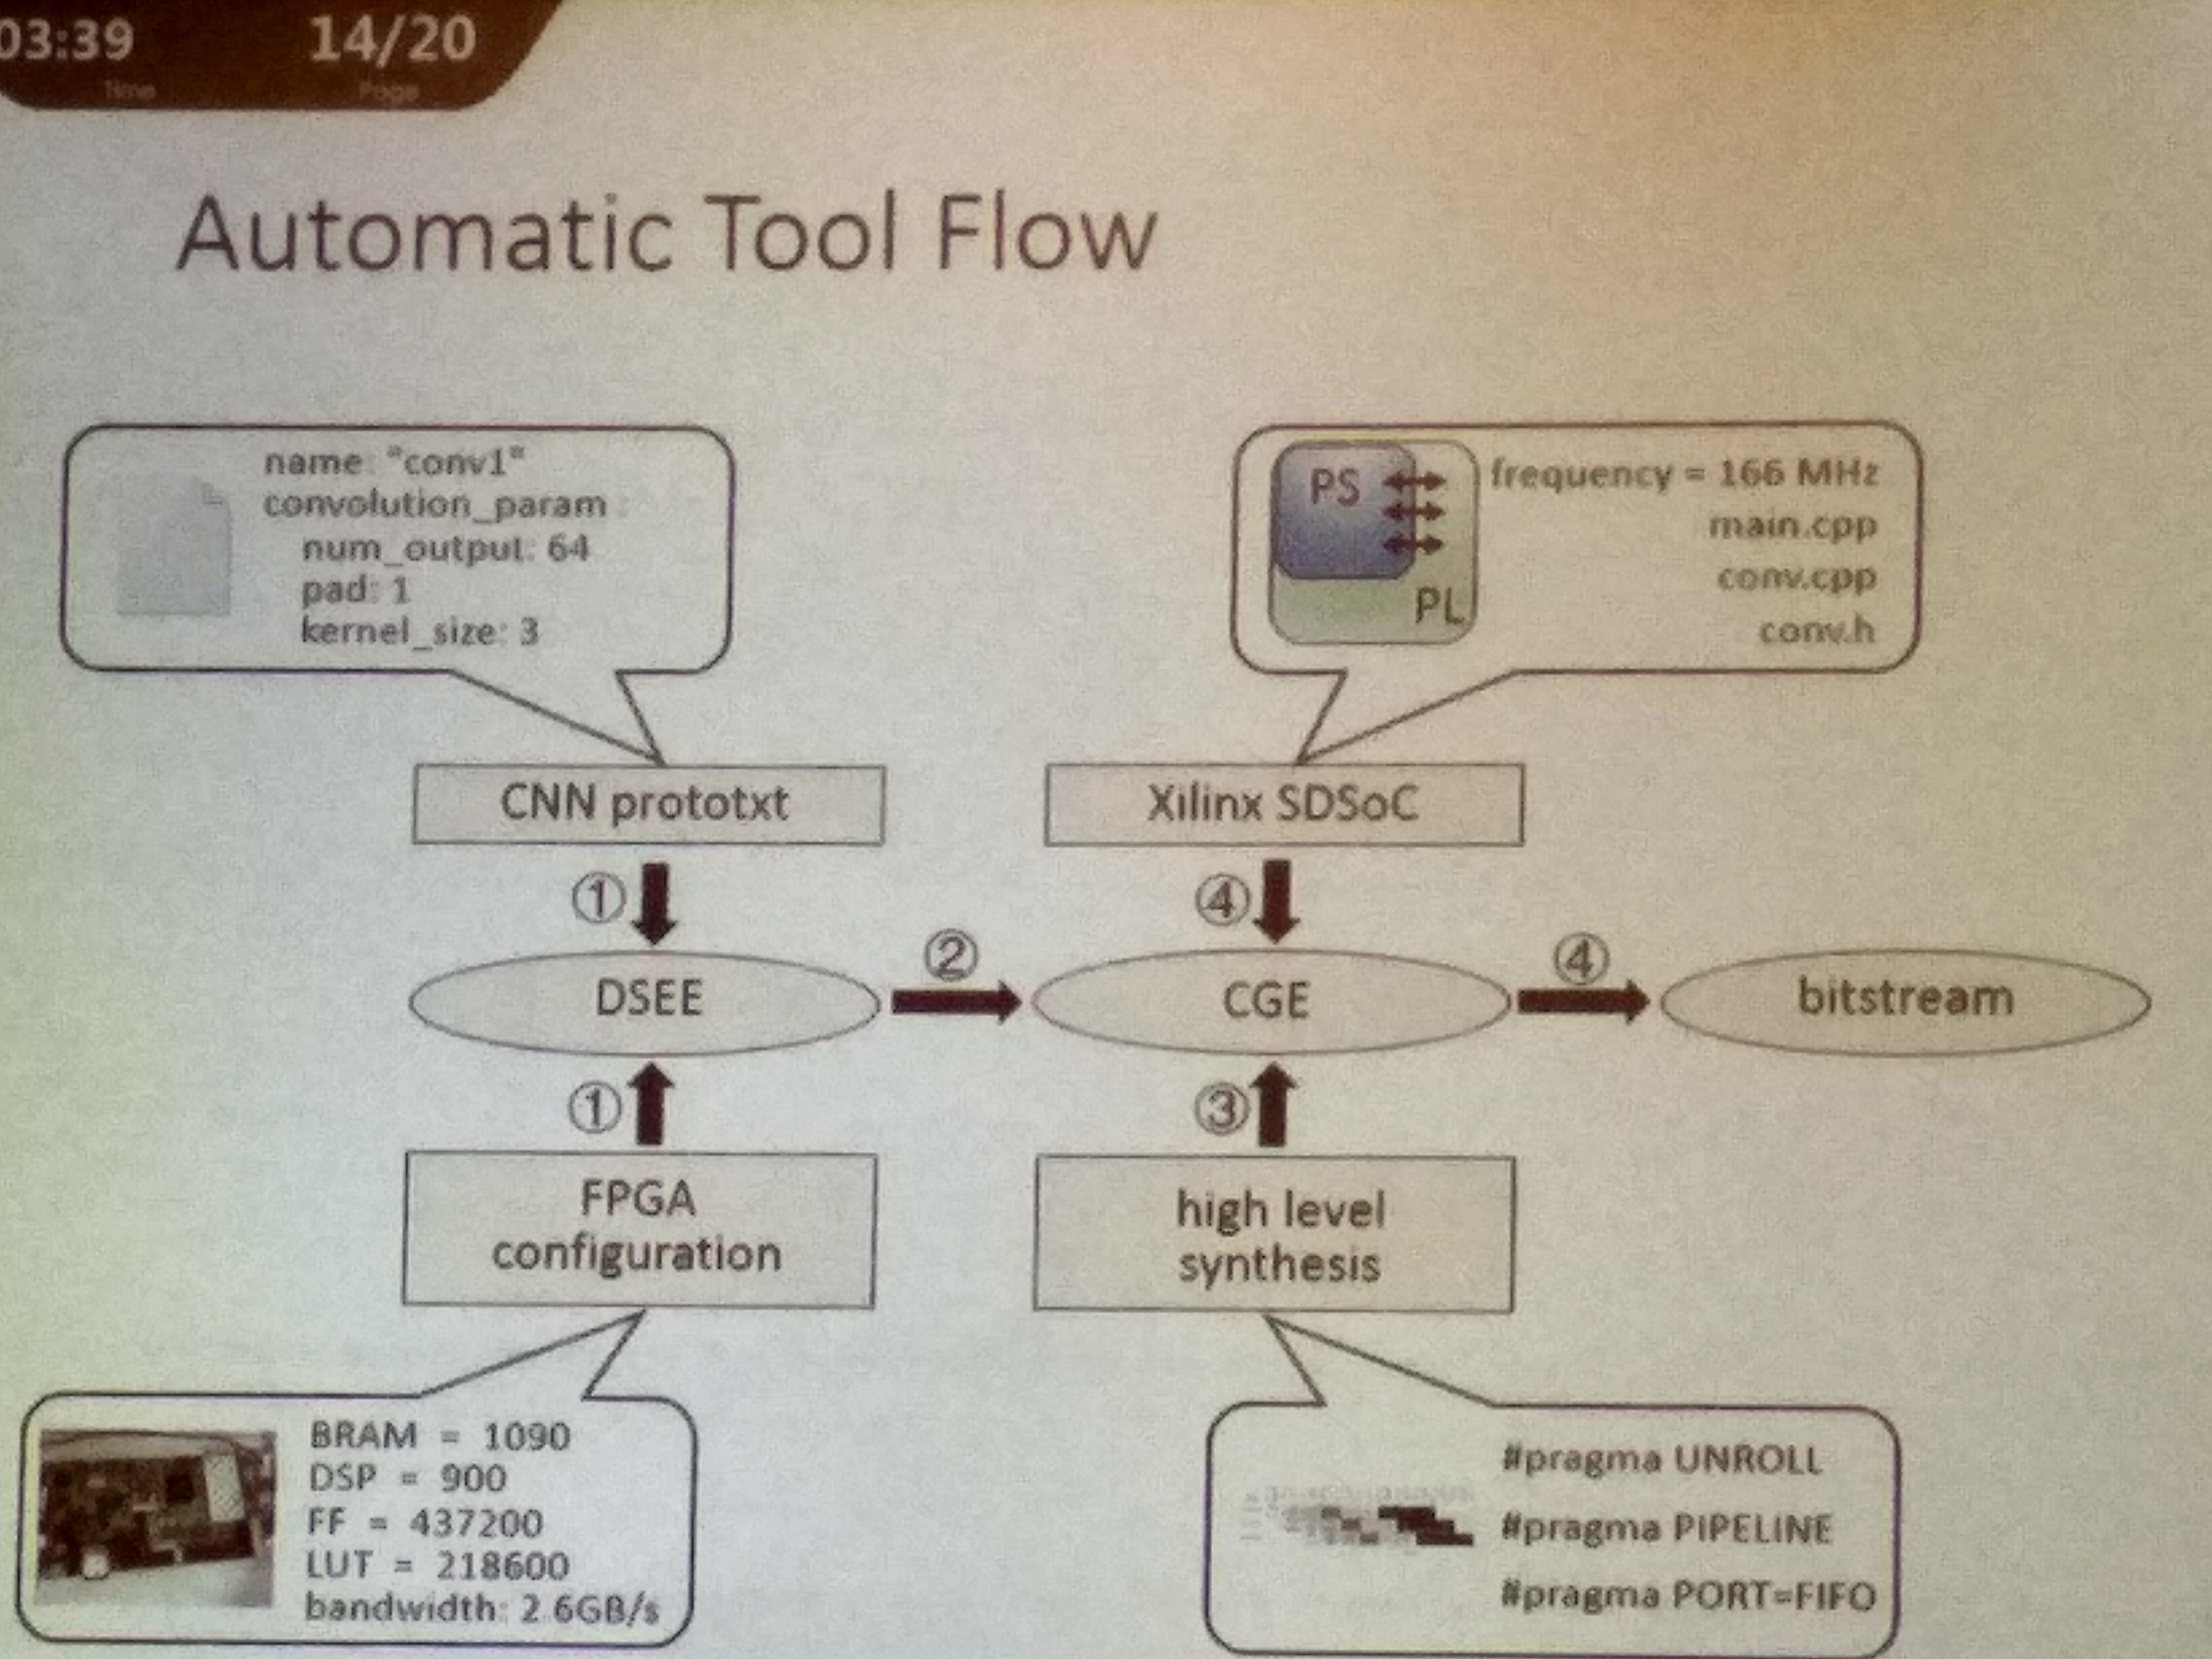 03:39
14/20
Time
Page
Automatic Tool Flow
name: "conv1"
convolution_param :
num_output: 64
pad: 1
kernel_size: 3
PS
PL
frequency = 166 MHz
main.cpp
conv.cpp
conv.h
CNN prototxt
Xilinx SDSoC
①
④
DSEE
②
CGE
④
bitstream
①
③
FPGA
configuration
high level
synthesis
BRAM = 1090
DSP = 900
FF = 437200
LUT = 218600
bandwidth: 2.6GB/s
#pragma UNROLL
#pragma PIPELINE
#pragma PORT=FIFO